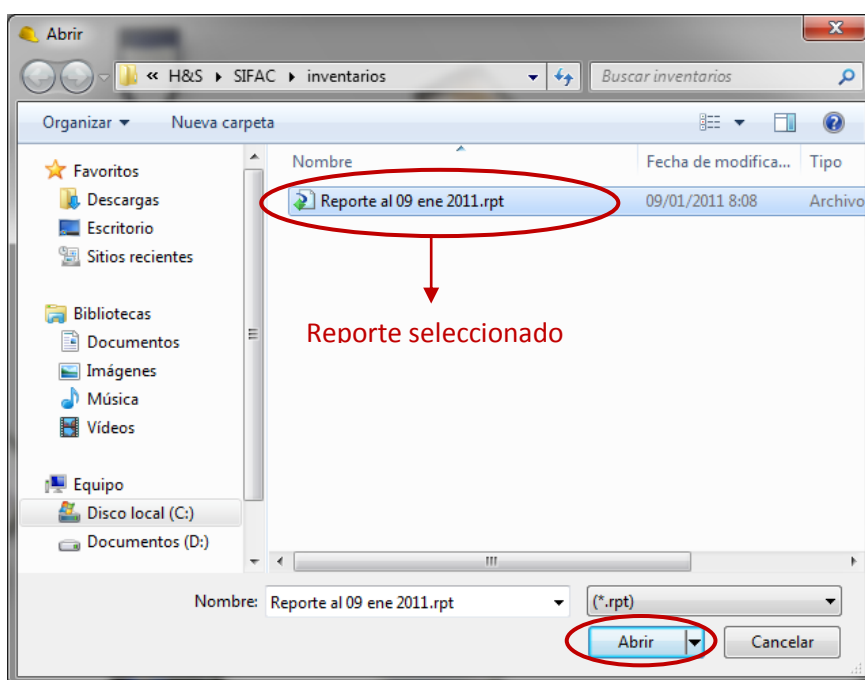 Abrir
« H&S ▸ SIFAC ▸ inventarios
Buscar inventarios
Organizar
Nueva carpeta
Nombre
Fecha de modifica...
Tipo
Favoritos
Descargas
Escritorio
Sitios recientes
Bibliotecas
Documentos
Imágenes
Música
Vídeos
Equipo
Disco local (C:)
Documentos (D:)
Reporte al 09 ene 2011.rpt
09/01/2011 8:08
Archivo
Reporte seleccionado
Nombre:
Reporte al 09 ene 2011.rpt
(*.rpt)
Abrir
Cancelar